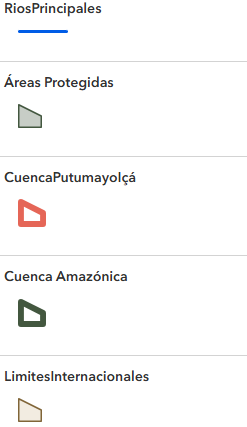 RiosPrincipales
Áreas Protegidas
CuencaPutumayoIçá
Cuenca Amazónica
LimitesInternacionales